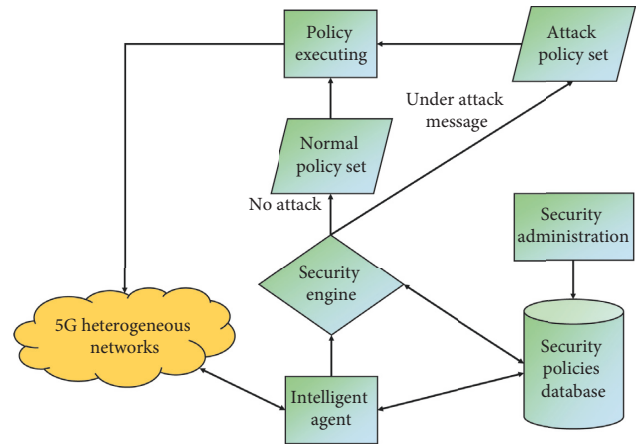 Policy
executing
Attack
policy set
Under attack
message
Normal
policy set
No attack
Security
administration
Security
engine
5G heterogeneous
networks
Security
policies
database
Intelligent
agent